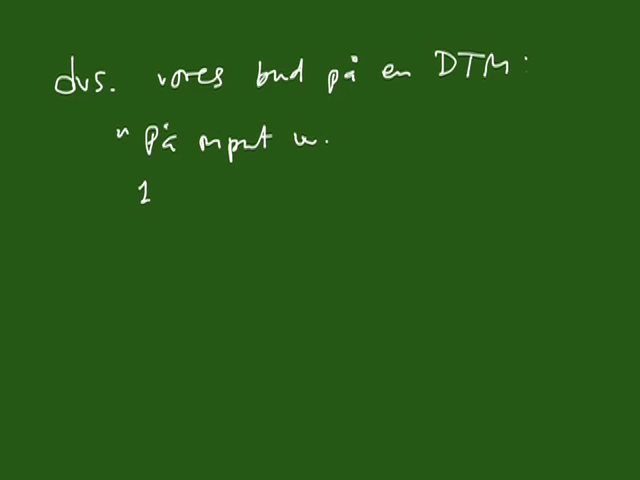 dvs. vores bud på en DTM:
" På input w.
1